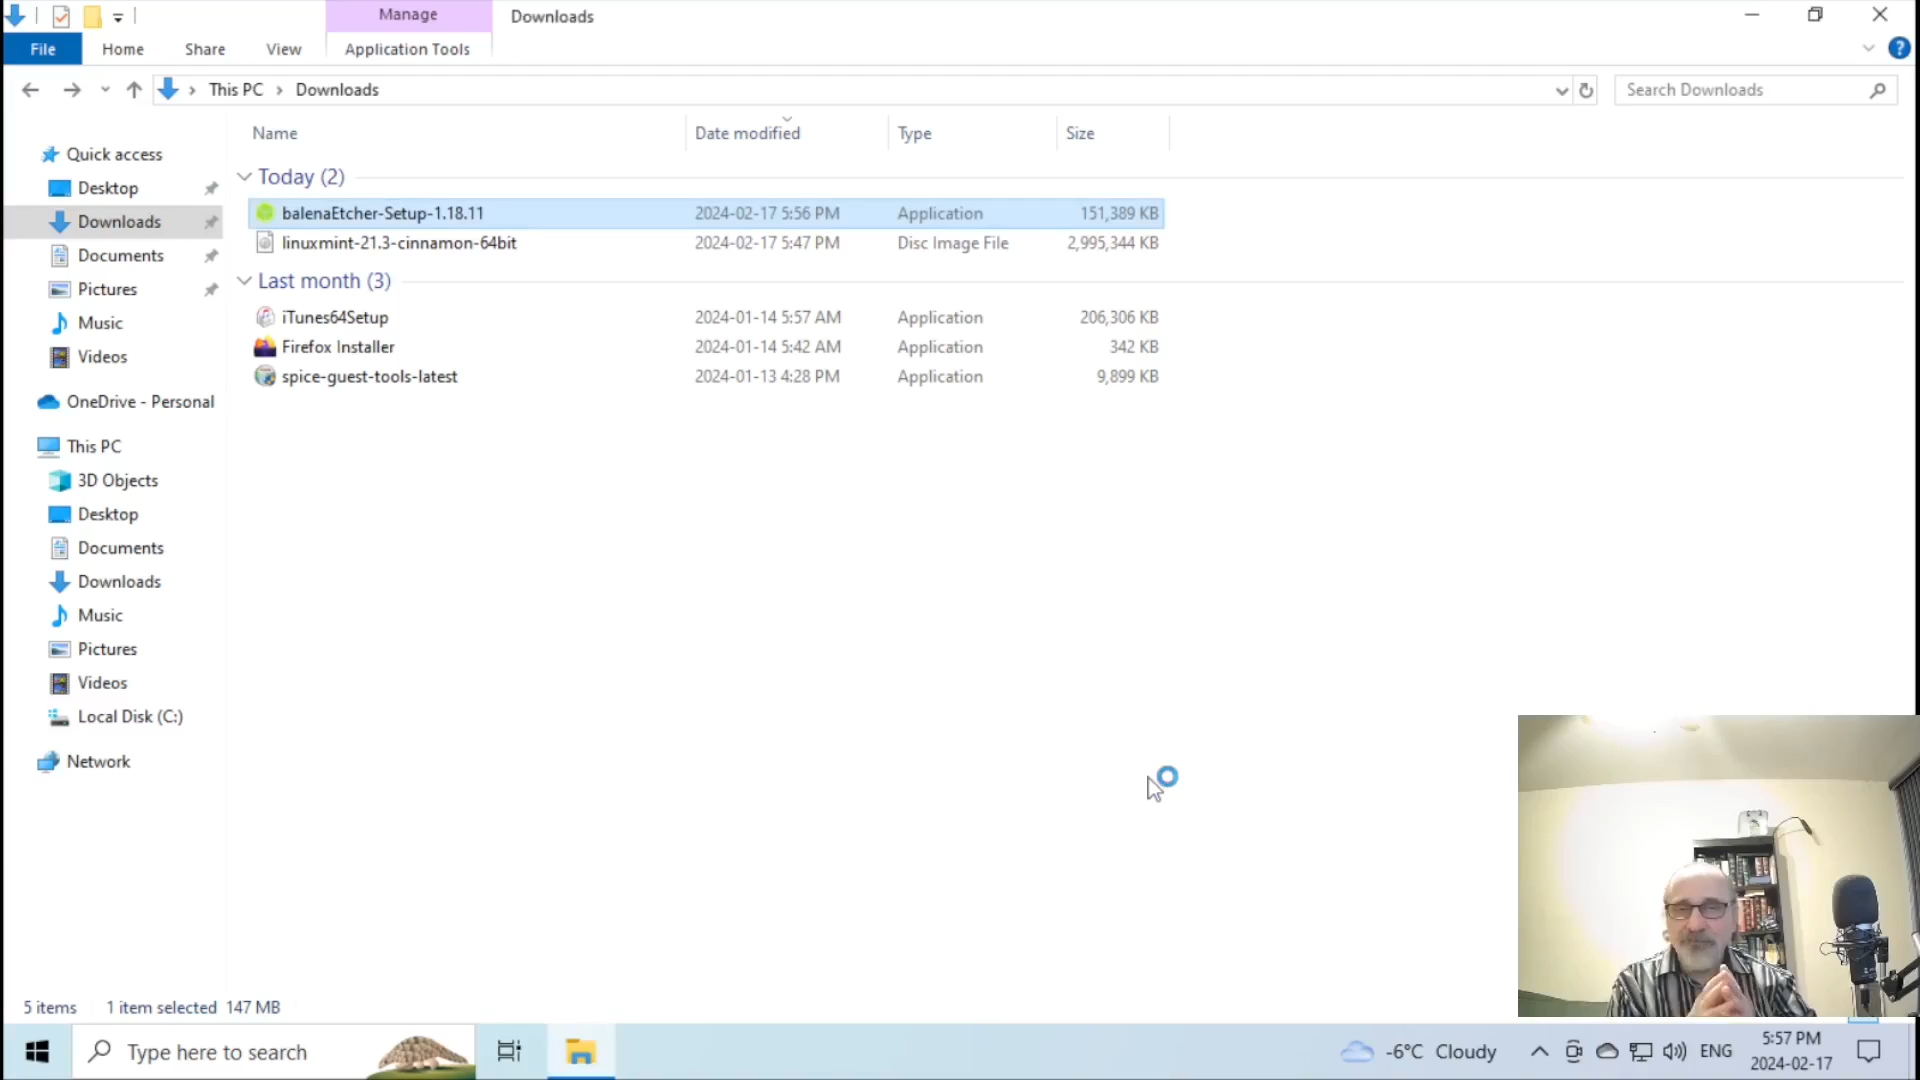 Manage
Downloads
File
Home
Share
View
Application Tools
This PC
Downloads
Search Downloads
Name
Date modified
Type
Size
Quick access
Desktop
Downloads
Documents
Pictures
Music
Videos
OneDrive - Personal
This PC
3D Objects
Desktop
Documents
Downloads
Music
Pictures
Videos
Local Disk (C:)
Network
Today (2)
balenaEtcher-Setup-1.18.11 2024-02-17 5:56 PM Application 151,389 KB
linuxmint-21.3-cinnamon-64bit 2024-02-17 5:47 PM Disc Image File 2,995,344 KB
Last month (3)
iTunes64Setup 2024-01-14 5:57 AM Application 206,306 KB
Firefox Installer 2024-01-14 5:42 AM Application 342 KB
spice-guest-tools-latest 2024-01-13 4:28 PM Application 9,899 KB
5 items 1 item selected 147 MB
Type here to search
-6°C Cloudy
ENG
5:57 PM
2024-02-17